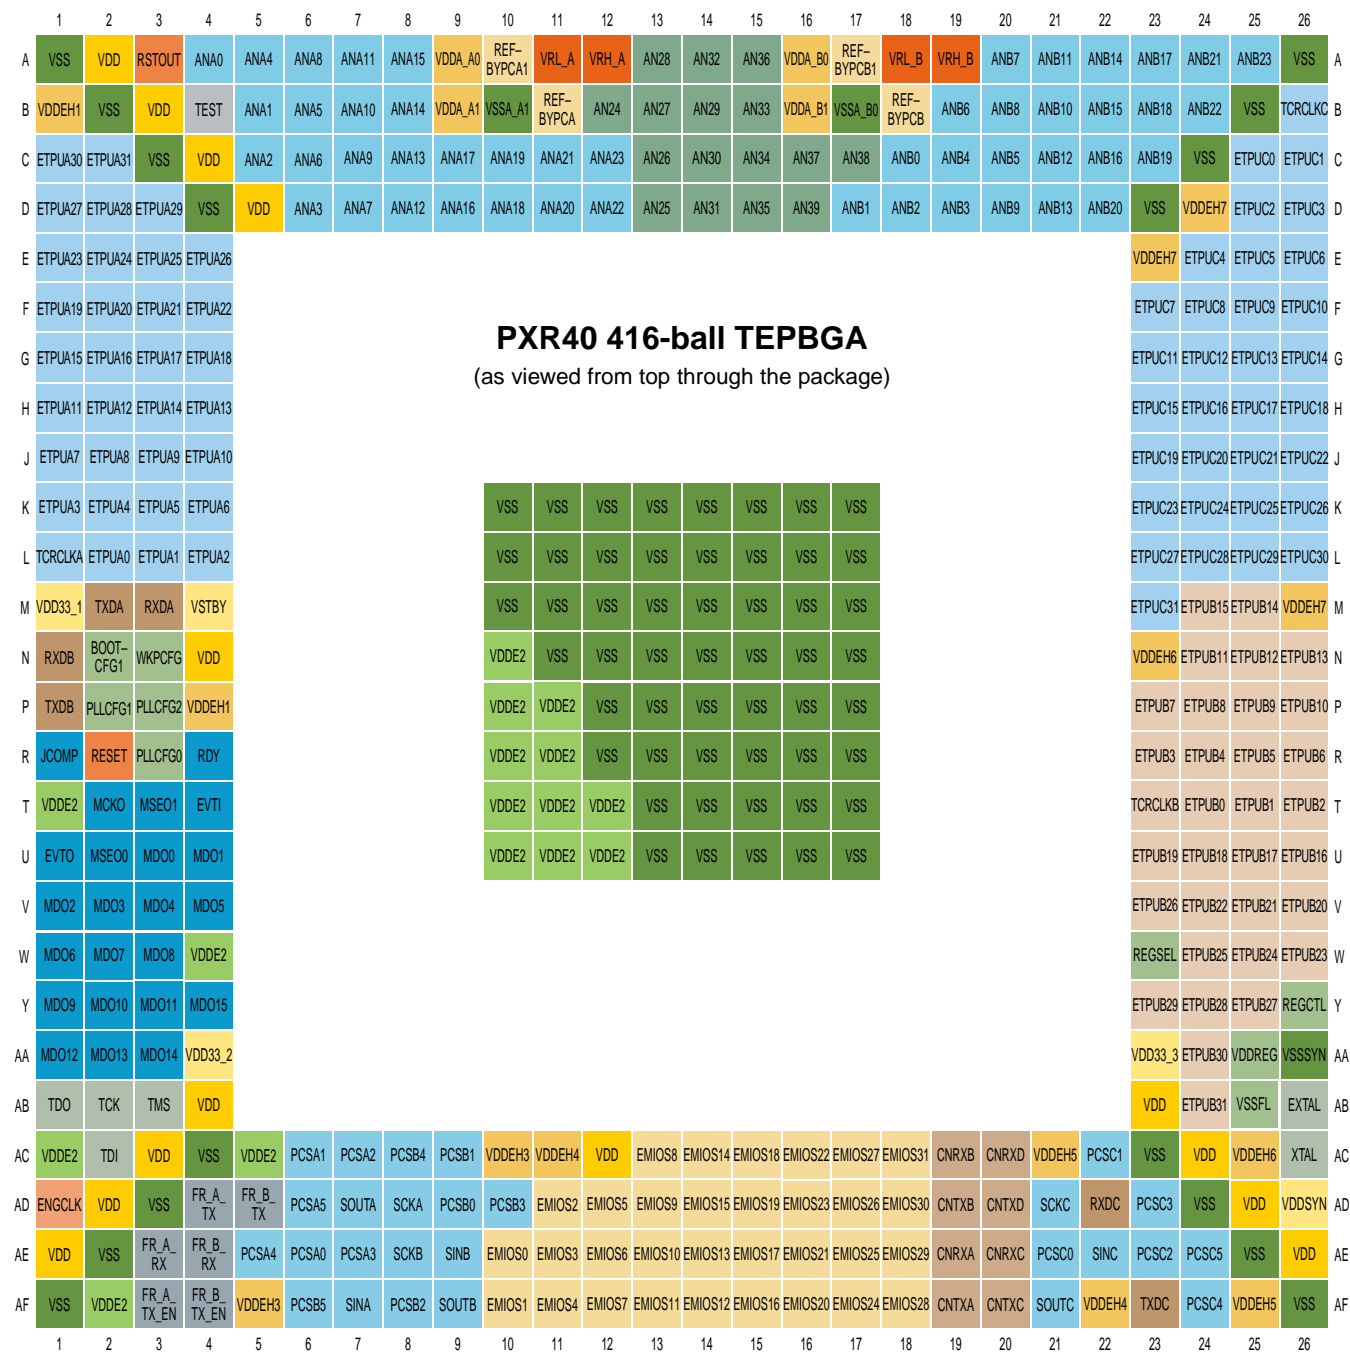 1 2 3 4 5 6 7 8 9 10 11 12 13 14 15 16 17 18 19 20 21 22 23 24 25 26
A VSS VDD RSTOUT ANA0 ANA4 ANA8 ANA11 ANA15 VDDA_A0 REF–BYPCA1 VRL_A VRH_A AN28 AN32 AN36 VDDA_B0 REF–BYPCB1 VRL_B VRH_B ANB7 ANB11 ANB14 ANB17 ANB21 ANB23 VSS A
B VDDEH1 VSS VDD TEST ANA1 ANA5 ANA10 ANA14 VDDA_A1 VSSA_A1 REF–BYPCA AN24 AN27 AN29 AN33 VDDA_B1 VSSA_B0 REF–BYPCB ANB6 ANB8 ANB10 ANB15 ANB18 ANB22 VSS TCRCLKC B
C ETPUA30 ETPUA31 VSS VDD ANA2 ANA6 ANA9 ANA13 ANA17 ANA19 ANA21 ANA23 AN26 AN30 AN34 AN37 AN38 ANB0 ANB4 ANB5 ANB12 ANB16 ANB19 VSS ETPUC0 ETPUC1 C
D ETPUA27 ETPUA28 ETPUA29 VSS VDD ANA3 ANA7 ANA12 ANA16 ANA18 ANA20 ANA22 AN25 AN31 AN35 AN39 ANB1 ANB2 ANB3 ANB9 ANB13 ANB20 VSS VDDEH7 ETPUC2 ETPUC3 D
E ETPUA23 ETPUA24 ETPUA25 ETPUA26 VDDEH7 ETPUC4 ETPUC5 ETPUC6 E
F ETPUA19 ETPUA20 ETPUA21 ETPUA22 ETPUC7 ETPUC8 ETPUC9 ETPUC10 F
PXR40 416-ball TEPBGA
G ETPUA15 ETPUA16 ETPUA17 ETPUA18 ETPUC11 ETPUC12 ETPUC13 ETPUC14 G
(as viewed from top through the package)
H ETPUA11 ETPUA12 ETPUA14 ETPUA13 ETPUC15 ETPUC16 ETPUC17 ETPUC18 H
J ETPUA7 ETPUA8 ETPUA9 ETPUA10 ETPUC19 ETPUC20 ETPUC21 ETPUC22 J
K ETPUA3 ETPUA4 ETPUA5 ETPUA6 VSS VSS VSS VSS VSS VSS VSS VSS ETPUC23 ETPUC24 ETPUC25 ETPUC26 K
L TCRCLKA ETPUA0 ETPUA1 ETPUA2 VSS VSS VSS VSS VSS VSS VSS VSS ETPUC27 ETPUC28 ETPUC29 ETPUC30 L
M VDD33_1 TXDA RXDA VSTBY VSS VSS VSS VSS VSS VSS VSS VSS ETPUC31 ETPUB15 ETPUB14 VDDEH7 M
N RXDB BOOT–CFG1 WKPCFG VDD VDDE2 VSS VSS VSS VSS VSS VSS VSS VDDEH6 ETPUB11 ETPUB12 ETPUB13 N
P TXDB PLLCFG1 PLLCFG2 VDDEH1 VDDE2 VDDE2 VSS VSS VSS VSS VSS VSS ETPUB7 ETPUB8 ETPUB9 ETPUB10 P
R JCOMP RESET PLLCFG0 RDY VDDE2 VDDE2 VSS VSS VSS VSS VSS VSS ETPUB3 ETPUB4 ETPUB5 ETPUB6 R
T VDDE2 MCKO MSEO1 EVTI VDDE2 VDDE2 VDDE2 VSS VSS VSS VSS VSS TCRCLKB ETPUB0 ETPUB1 ETPUB2 T
U EVTO MSEO0 MDO0 MDO1 VDDE2 VDDE2 VDDE2 VSS VSS VSS VSS VSS ETPUB19 ETPUB18 ETPUB17 ETPUB16 U
V MDO2 MDO3 MDO4 MDO5 ETPUB26 ETPUB22 ETPUB21 ETPUB20 V
W MDO6 MDO7 MDO8 VDDE2 REGSEL ETPUB25 ETPUB24 ETPUB23 W
Y MDO9 MDO10 MDO11 MDO15 ETPUB29 ETPUB28 ETPUB27 REGCTL Y
AA MDO12 MDO13 MDO14 VDD33_2 VDD33_3 ETPUB30 VDDREG VSSSYN AA
AB TDO TCK TMS VDD VDD ETPUB31 VSSFL EXTAL AB
AC VDDE2 TDI VDD VSS VDDE2 PCSA1 PCSA2 PCSB4 PCSB1 VDDEH3 VDDEH4 VDD EMIOS8 EMIOS14 EMIOS18 EMIOS22 EMIOS27 EMIOS31 CNRXB CNRXD VDDEH5 PCSC1 VSS VDD VDDEH6 XTAL AC
AD ENGCLK VDD VSS FR_A_TX FR_B_TX PCSA5 SOUTA SCKA PCSB0 PCSB3 EMIOS2 EMIOS5 EMIOS9 EMIOS15 EMIOS19 EMIOS23 EMIOS26 EMIOS30 CNTXB CNTXD SCKC RXDC PCSC3 VSS VDD VDDSYN AD
AE VDD VSS FR_A_RX FR_B_RX PCSA4 PCSA0 PCSA3 SCKB SINB EMIOS0 EMIOS3 EMIOS6 EMIOS10 EMIOS13 EMIOS17 EMIOS21 EMIOS25 EMIOS29 CNRXA CNRXC PCSC0 SINC PCSC2 PCSC5 VSS VDD AE
AF VSS VDDE2 FR_A_TX_EN FR_B_TX_EN VDDEH3 PCSB5 SINA PCSB2 SOUTB EMIOS1 EMIOS4 EMIOS7 EMIOS11 EMIOS12 EMIOS16 EMIOS20 EMIOS24 EMIOS28 CNTXA CNTXC SOUTC VDDEH4 TXDC PCSC4 VDDEH5 VSS AF
1 2 3 4 5 6 7 8 9 10 11 12 13 14 15 16 17 18 19 20 21 22 23 24 25 26